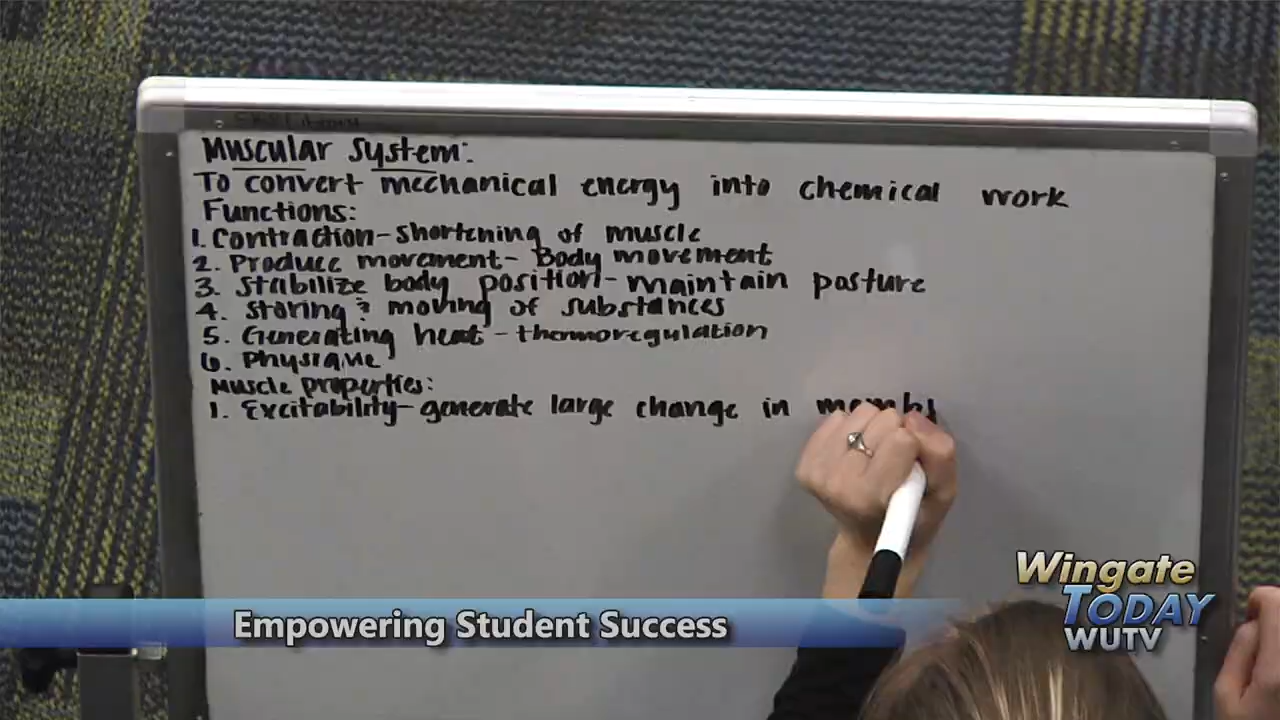 Muscular System:
To convert mechanical energy into chemical work
Functions:
1. Contraction-shortening of muscle
2. Produce movement- Body movement
3. Stabilize body position-maintain posture
4. Storing & moving of substances
5. Generating heat-thermoregulation
6. Physique
Muscle properties:
1. Excitability-generate large change in
Empowering Student Success
Wingate
TODAY
WUTV